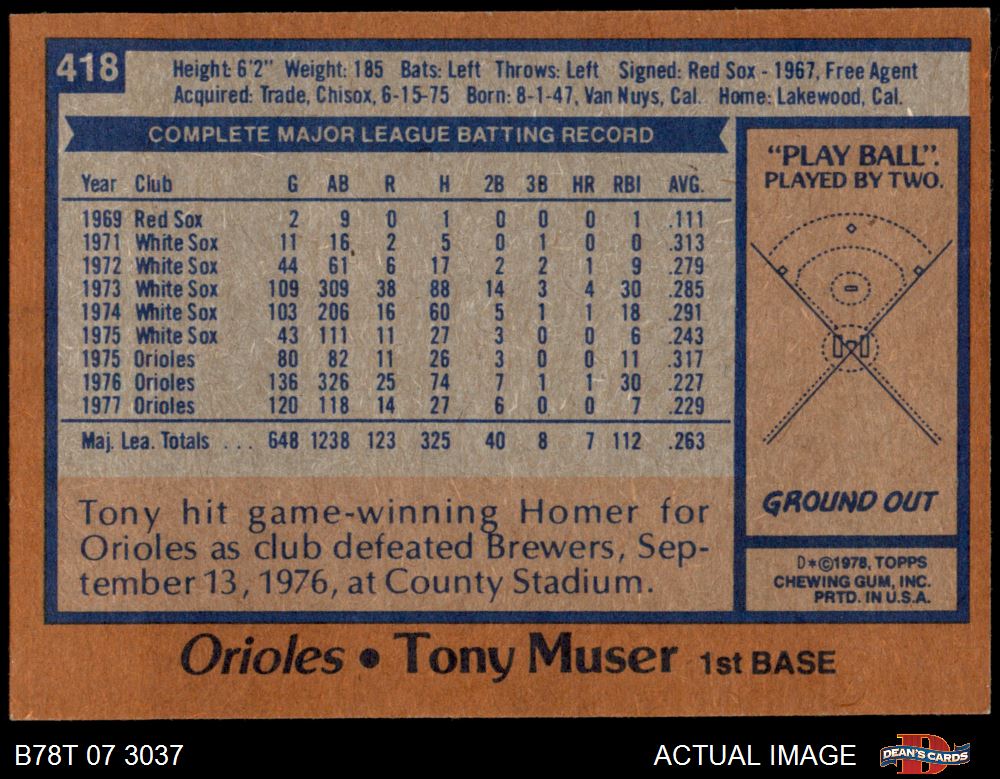 418
Height: 6'2" Weight: 185 Bats: Left Throws: Left Signed: Red Sox - 1967, Free Agent
Acquired: Trade, Chisox, 6-15-75 Born: 8-1-47, Van Nuys, Cal. Home: Lakewood, Cal.
COMPLETE MAJOR LEAGUE BATTING RECORD
Year Club G AB R H 2B 3B HR RBI AVG.
1969 Red Sox 2 9 0 1 0 0 0 1 .111
1971 White Sox 11 16 2 5 0 1 0 0 .313
1972 White Sox 44 61 6 17 2 2 1 9 .279
1973 White Sox 109 309 38 88 14 3 4 30 .285
1974 White Sox 103 206 16 60 5 1 1 18 .291
1975 White Sox 43 111 11 27 3 0 0 6 .243
1975 Orioles 80 82 11 26 3 0 0 11 .317
1976 Orioles 136 326 25 74 7 1 1 30 .227
1977 Orioles 120 118 14 27 6 0 0 7 .229
Maj. Lea. Totals . . . 648 1238 123 325 40 8 7 112 .263
Tony hit game-winning Homer for
Orioles as club defeated Brewers, Sep-
tember 13, 1976, at County Stadium.
"PLAY BALL".
PLAYED BY TWO.
GROUND OUT
D*©1978, TOPPS
CHEWING GUM, INC.
PRTD. IN U.S.A.
Orioles • Tony Muser 1st BASE
B78T 07 3037
ACTUAL IMAGE
D
DEAN'S CARDS